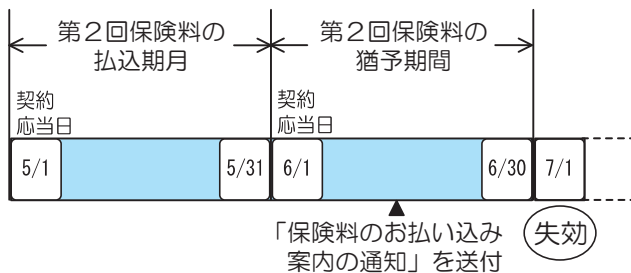 第2回保険料の
払込期月
第2回保険料の
猶予期間
契約
応当日
契約
応当日
5/1
5/31
6/1
6/30
7/1
「保険料のお払い込み
案内の通知」を送付
失効